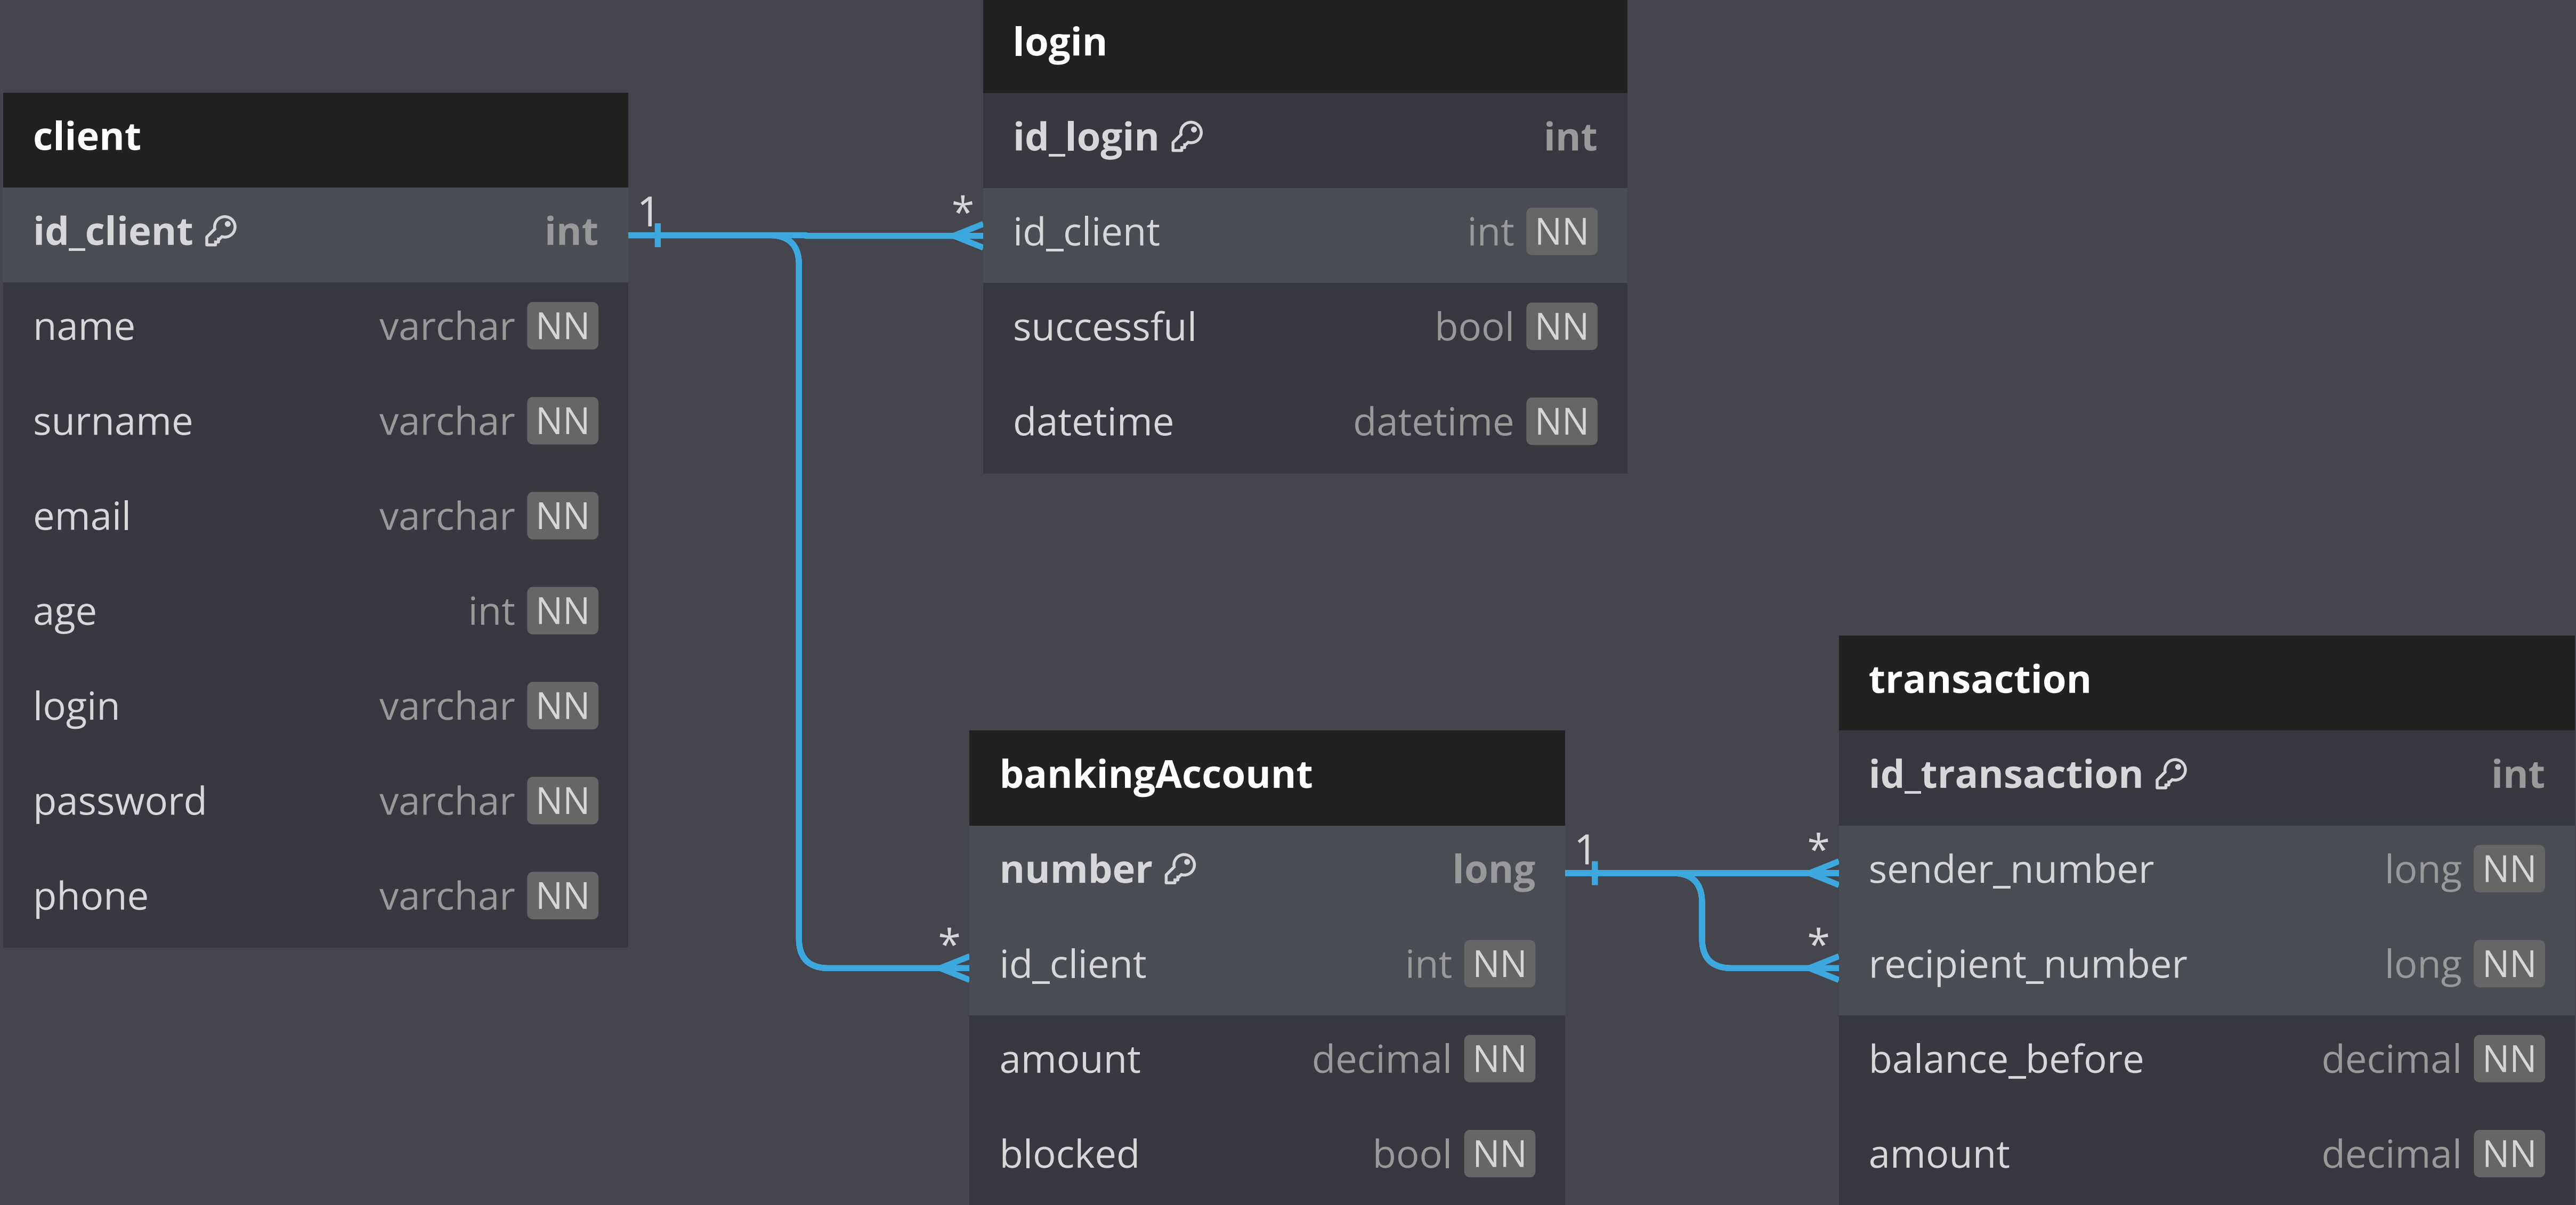 client
id_client int
name varchar NN
surname varchar NN
email varchar NN
age int NN
login varchar NN
password varchar NN
phone varchar NN
1
*
*
login
id_login int
id_client int NN
successful bool NN
datetime datetime NN
bankingAccount
number long
id_client int NN
amount decimal NN
blocked bool NN
1
*
*
transaction
id_transaction int
sender_number long NN
recipient_number long NN
balance_before decimal NN
amount decimal NN